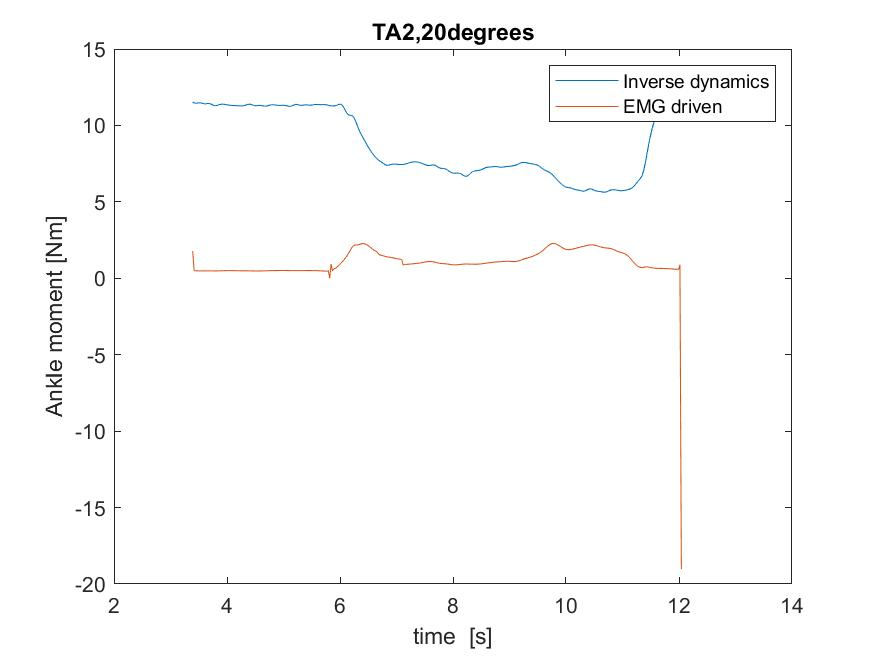 TA2,20degrees
15
10
5
0
-5
-10
-15
-20
Ankle moment [Nm]
Inverse dynamics
EMG driven
2 4 6 8 10 12 14
time [s]